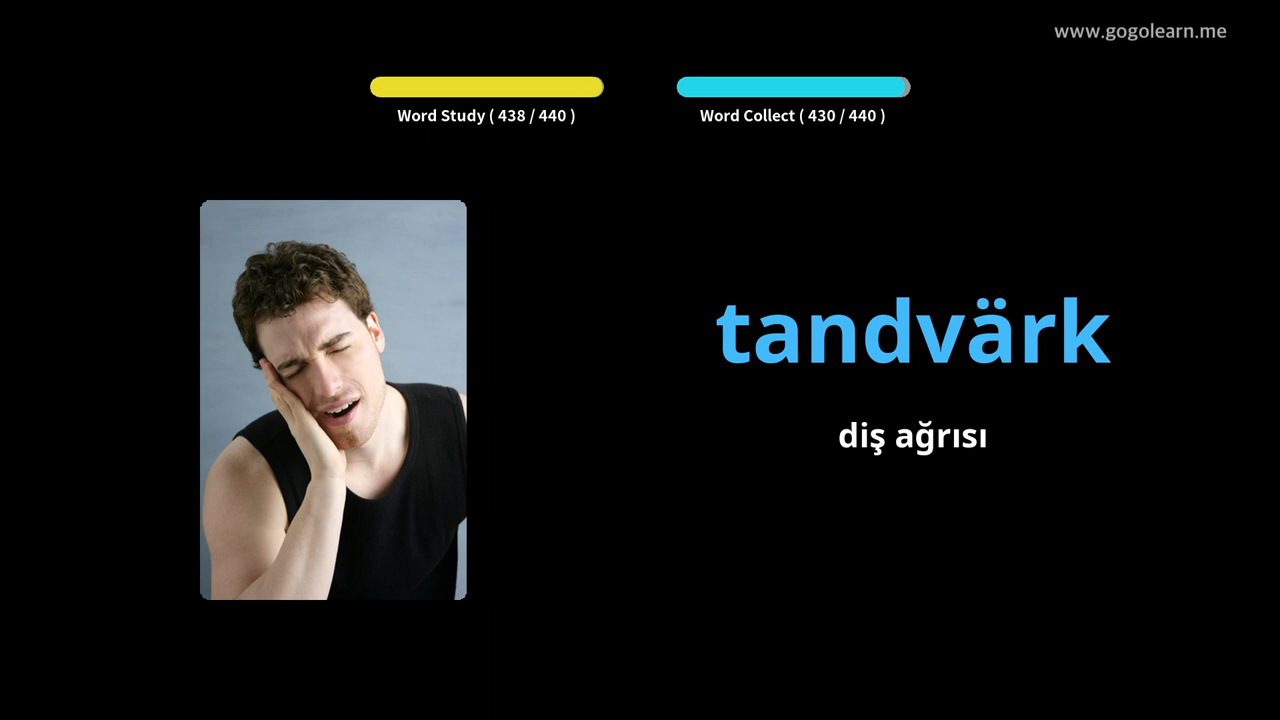 www.gogolearn.me
Word Study ( 438 / 440 )
Word Collect ( 430 / 440 )
tandvärk
diş ağrısı